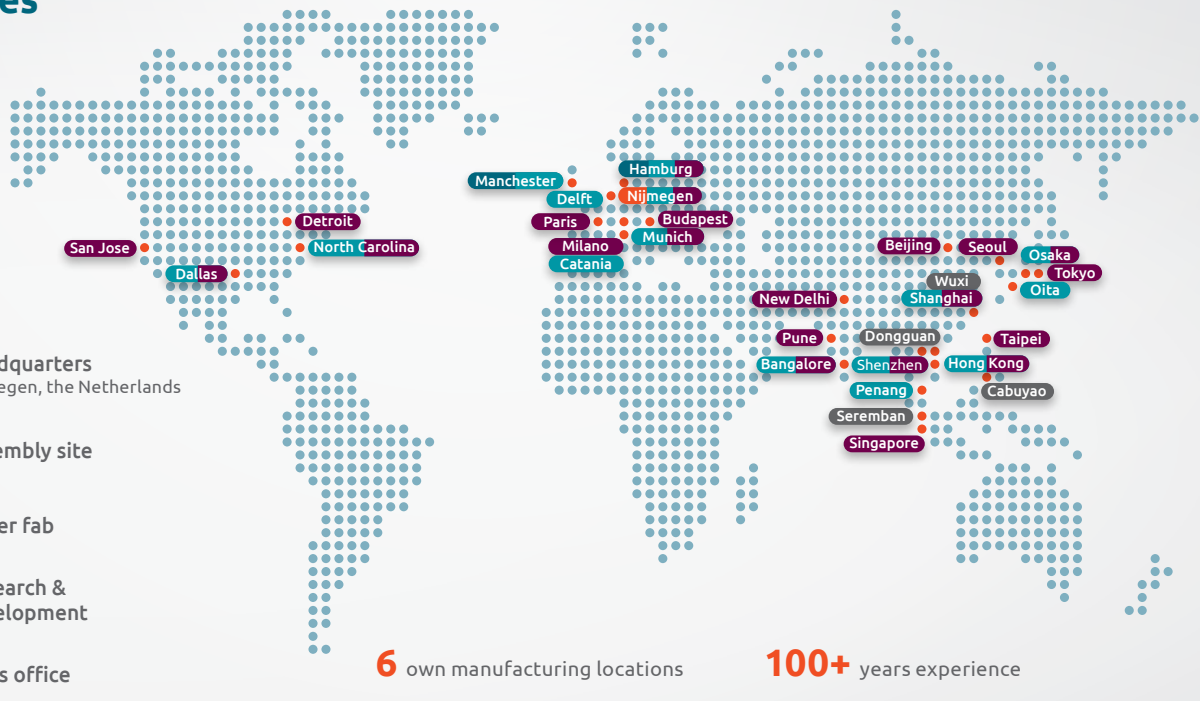 es
Hamburg
Manchester
Delft
Nijmegen
Paris
Budapest
Milano
Munich
Catania
Detroit
San Jose
North Carolina
Dallas
Beijing
Seoul
Osaka
Tokyo
Wuxi
Oita
New Delhi
Shanghai
Pune
Dongguan
Taipei
Bangalore
Shenzhen
Hong Kong
Penang
Cabuyao
Seremban
Singapore
dquarters
egen, the Netherlands
embly site
er fab
earch &
elopment
s office
6 own manufacturing locations
100+ years experience